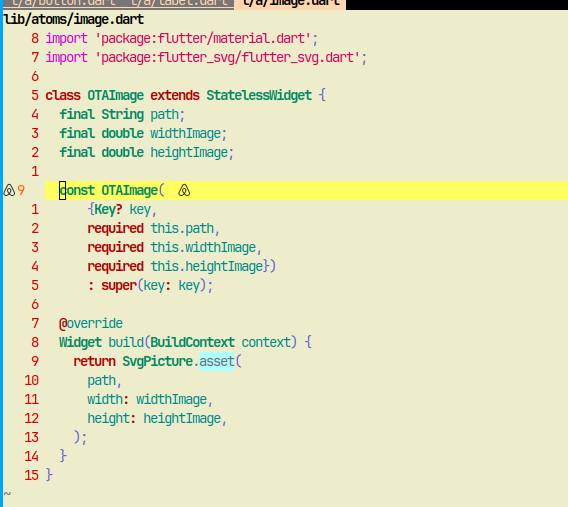 t/a/button.dart t/a/label.dart t/a/image.dart
lib/atoms/image.dart
8 import 'package:flutter/material.dart';
7 import 'package:flutter_svg/flutter_svg.dart';
6
5 class OTAImage extends StatelessWidget {
4   final String path;
3   final double widthImage;
2   final double heightImage;
1
9   const OTAImage(
1       {Key? key,
2       required this.path,
3       required this.widthImage,
4       required this.heightImage})
5       : super(key: key);
6
7   @override
8   Widget build(BuildContext context) {
9     return SvgPicture.asset(
10       path,
11       width: widthImage,
12       height: heightImage,
13     );
14   }
15 }
~